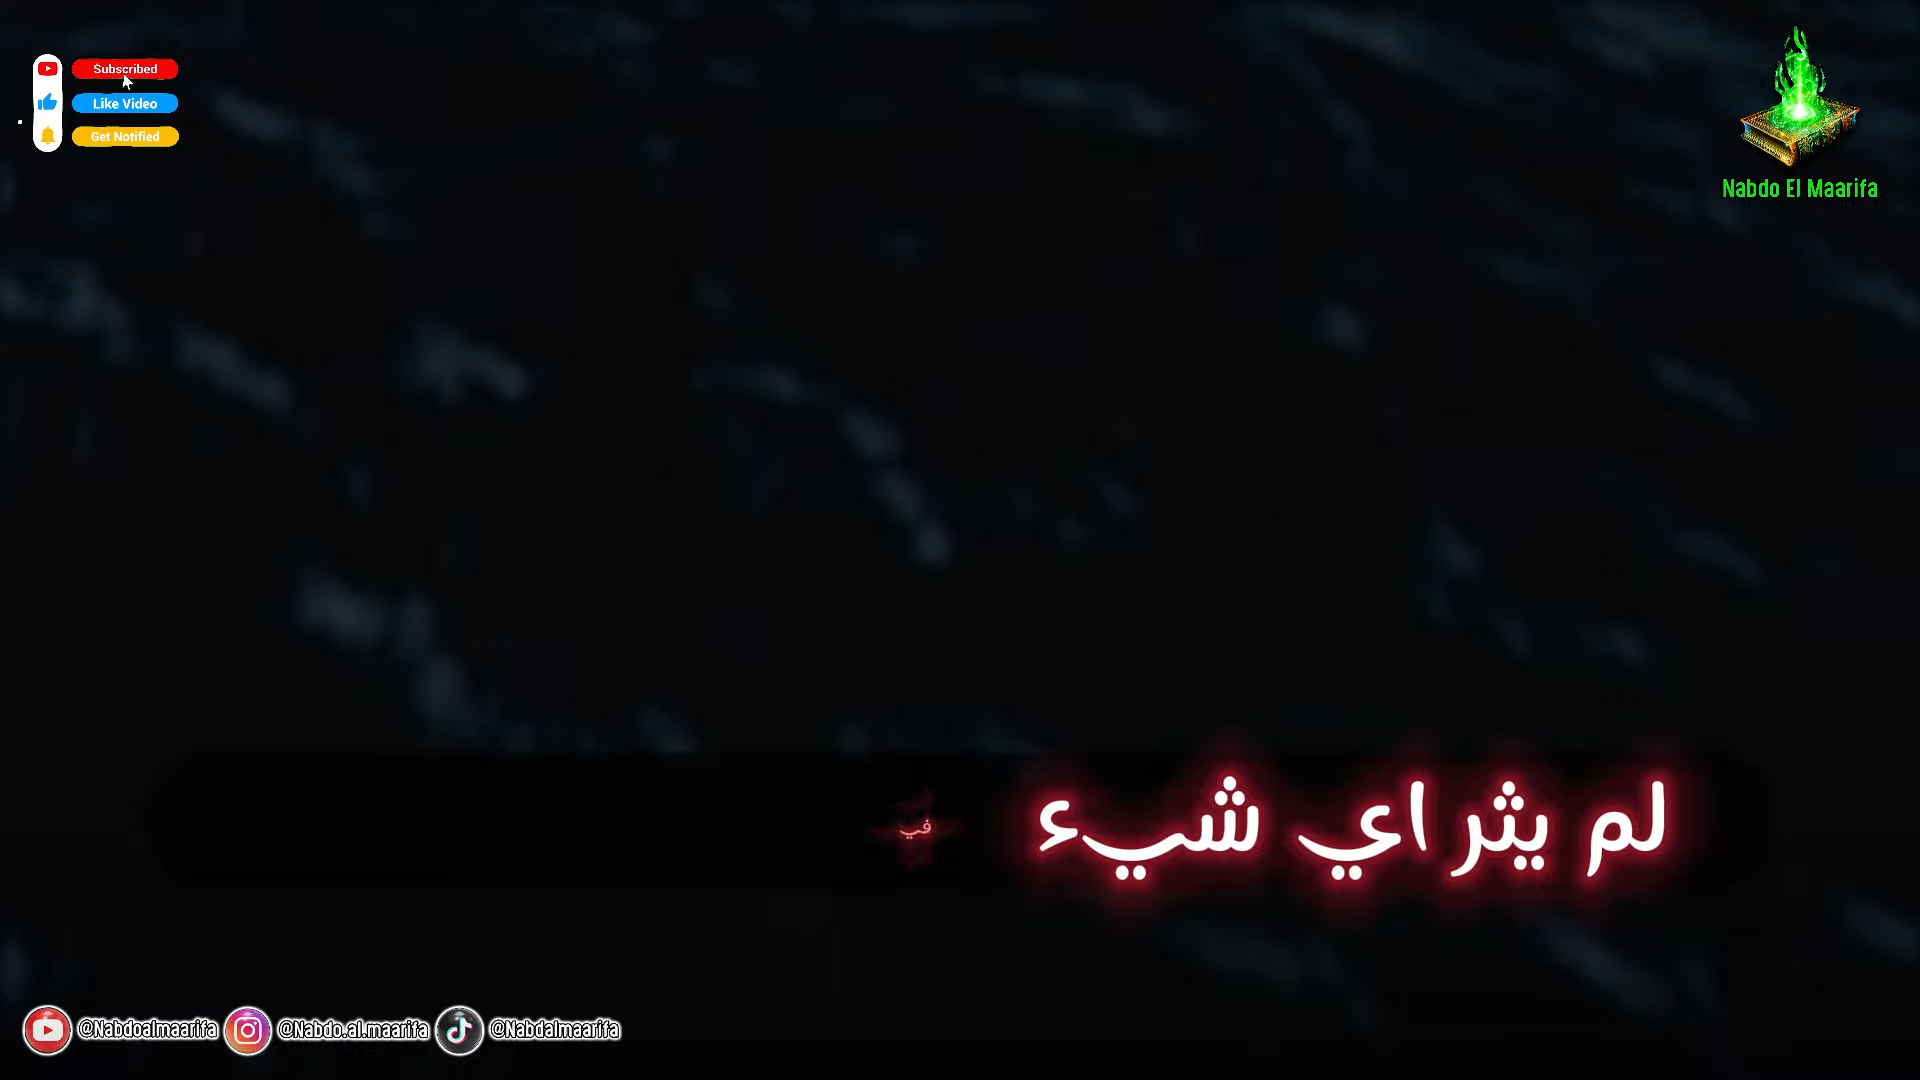 Subscribed
Like Video
Get Notified
Nabdo El Maarifa
لم يثر اي شيء في
@Nabdoalmaarifa @Nabdo.al.maarifa @Nabdalmaarifa